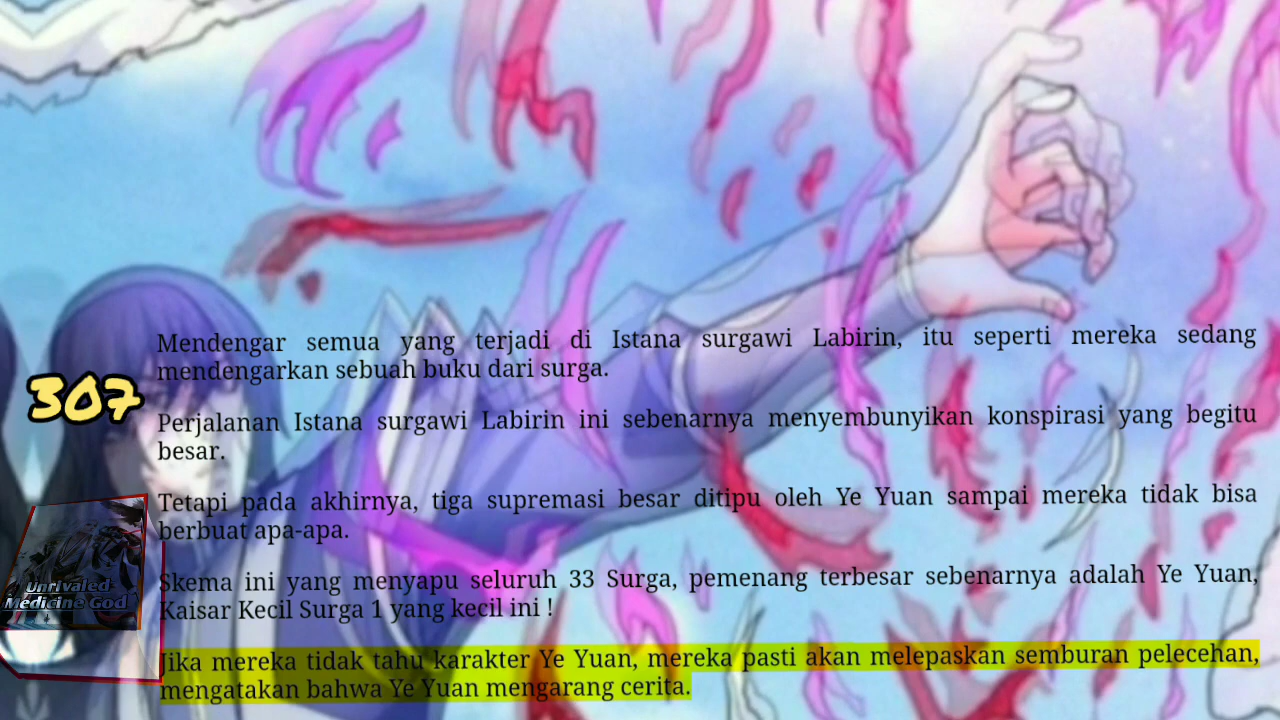 Mendengar semua yang terjadi di Istana surgawi Labirin, itu seperti mereka sedang
mendengarkan sebuah buku dari surga.
307
Perjalanan Istana surgawi Labirin ini sebenarnya menyembunyikan konspirasi yang begitu
besar.
Tetapi pada akhirnya, tiga supremasi besar ditipu oleh Ye Yuan sampai mereka tidak bisa
berbuat apa-apa.
Skema ini yang menyapu seluruh 33 Surga, pemenang terbesar sebenarnya adalah Ye Yuan,
Kaisar Kecil Surga 1 yang kecil ini !
Unrivaled
Medicine God
Jika mereka tidak tahu karakter Ye Yuan, mereka pasti akan melepaskan semburan pelecehan,
mengatakan bahwa Ye Yuan mengarang cerita.